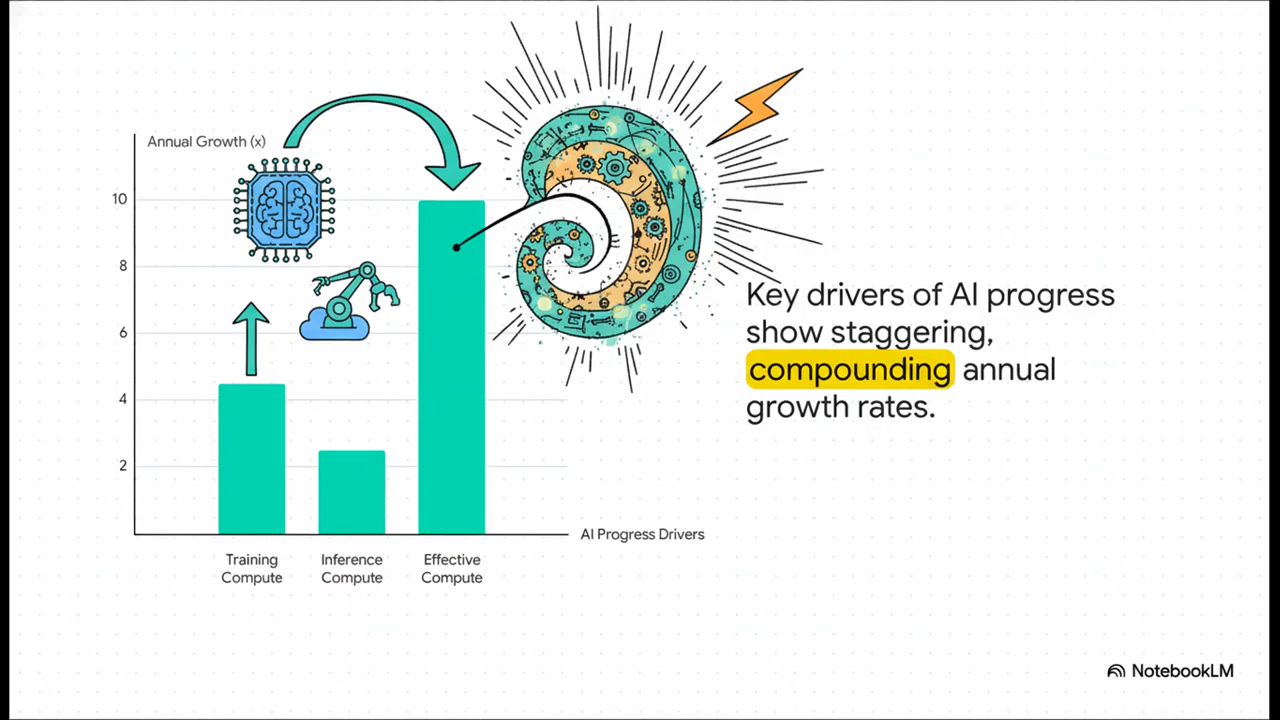 Annual Growth (x)
10
8
6
4
2
Training
Compute
Inference
Compute
Effective
Compute
AI Progress Drivers
Key drivers of AI progress
show staggering,
compounding annual
growth rates.
NotebookLM